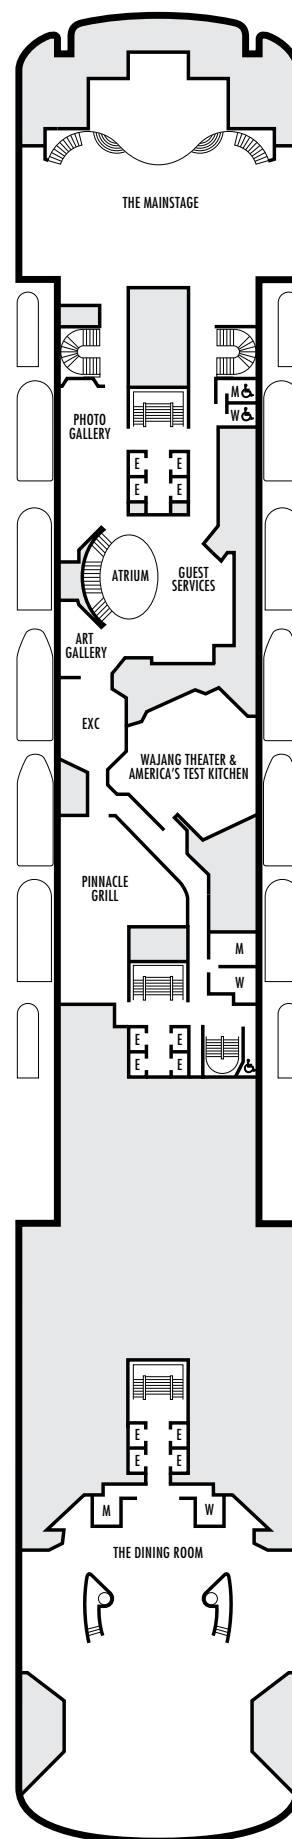 THE MAINSTAGE
M
W
PHOTO
GALLERY
E E
E E
ATRIUM
GUEST
SERVICES
ART
GALLERY
EXC
WAJANG THEATER &
AMERICA'S TEST KITCHEN
PINNACLE
GRILL
M
W
E E
E E
E E
E E
M W
THE DINING ROOM